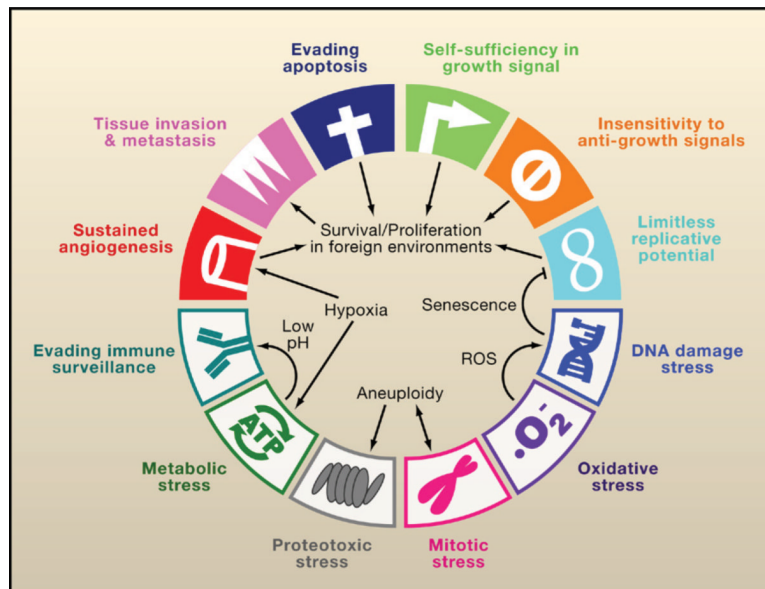 Evading
apoptosis
Self-sufficiency in
growth signal
Tissue invasion
& metastasis
Insensitivity to
anti-growth signals
Sustained
angiogenesis
Survival/Proliferation
in foreign environments
Limitless
replicative
potential
Hypoxia
Senescence
Low
pH
Evading immune
surveillance
ROS
DNA damage
stress
Aneuploidy
ATP
•O2-
Metabolic
stress
Oxidative
stress
Proteotoxic
stress
Mitotic
stress